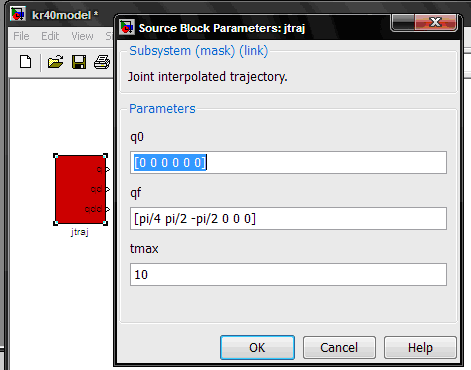 kr40model *
File Edit View S
q
qd
qdd
jtraj
Source Block Parameters: jtraj
Subsystem (mask) (link)
Joint interpolated trajectory.
Parameters
q0
[0 0 0 0 0 0]
qf
[pi/4 pi/2 -pi/2 0 0 0]
tmax
10
OK Cancel Help